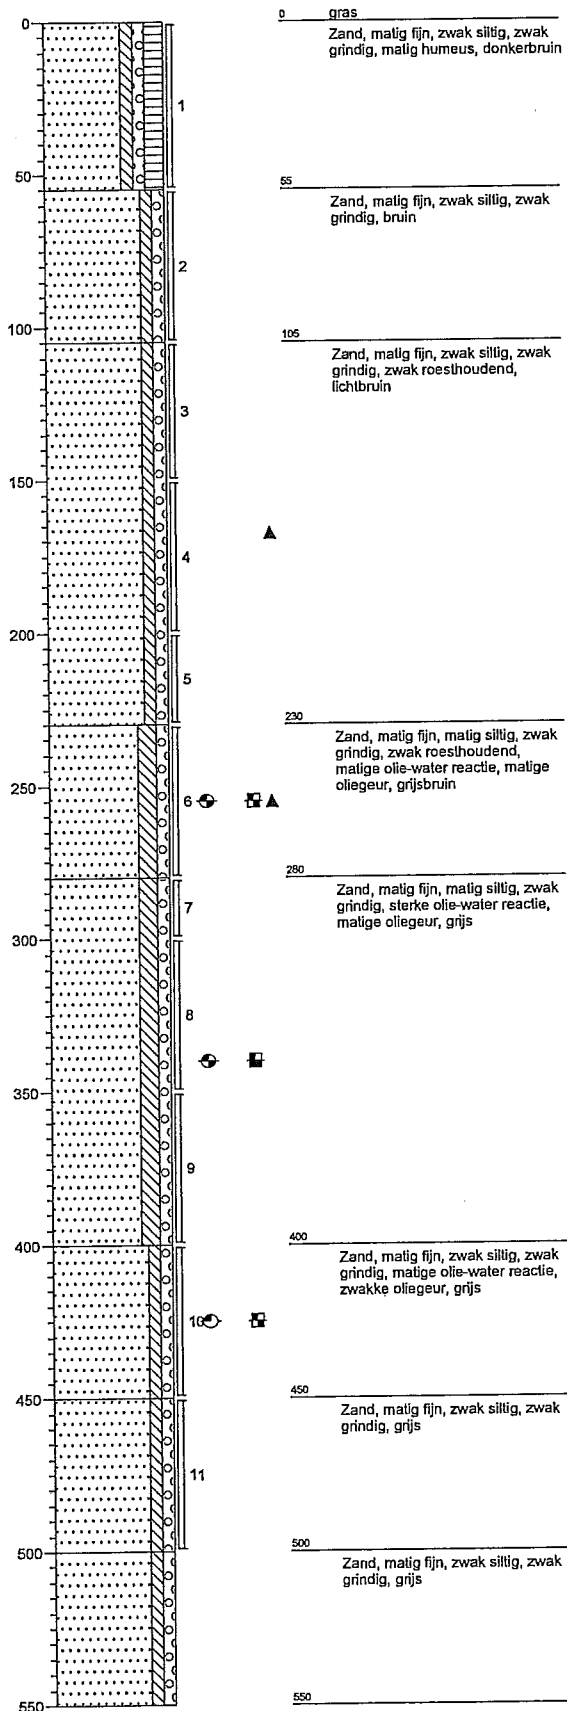 0
50
100
150
200
250
300
350
400
450
500
550
1
2
3
4
5
6
7
8
9
10
11
0 gras
Zand, matig fijn, zwak siltig, zwak
grindig, matig humeus, donkerbruin
55
Zand, matig fijn, zwak siltig, zwak
grindig, bruin
105
Zand, matig fijn, zwak siltig, zwak
grindig, zwak roesthoudend,
lichtbruin
230
Zand, matig fijn, matig siltig, zwak
grindig, zwak roesthoudend,
matige olie-water reactie, matige
oliegeur, grijsbruin
280
Zand, matig fijn, matig siltig, zwak
grindig, sterke olie-water reactie,
matige oliegeur, grijs
400
Zand, matig fijn, zwak siltig, zwak
grindig, matige olie-water reactie,
zwakke oliegeur, grijs
450
Zand, matig fijn, zwak siltig, zwak
grindig, grijs
500
Zand, matig fijn, zwak siltig, zwak
grindig, grijs
550